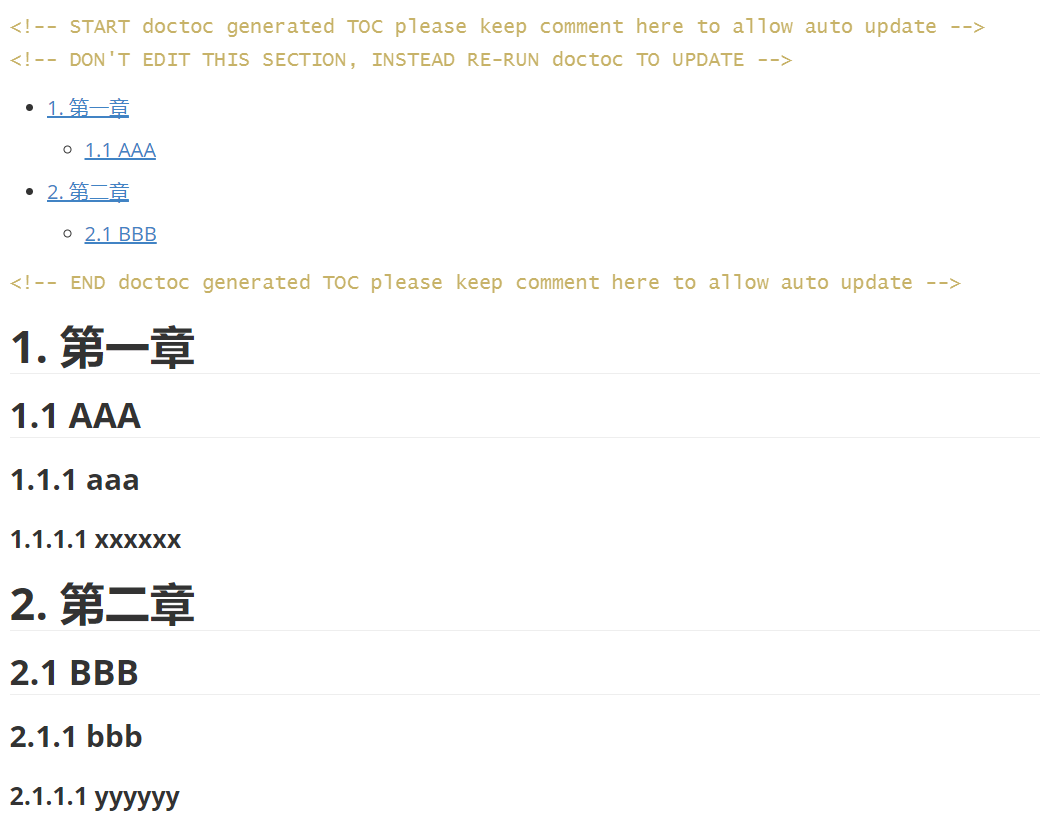 <!-- START doctoc generated TOC please keep comment here to allow auto update -->
<!-- DON'T EDIT THIS SECTION, INSTEAD RE-RUN doctoc TO UPDATE -->
1. 第一章
1.1 AAA
2. 第二章
2.1 BBB
<!-- END doctoc generated TOC please keep comment here to allow auto update -->
1. 第一章
1.1 AAA
1.1.1 aaa
1.1.1.1 xxxxxx
2. 第二章
2.1 BBB
2.1.1 bbb
2.1.1.1 yyyyyy